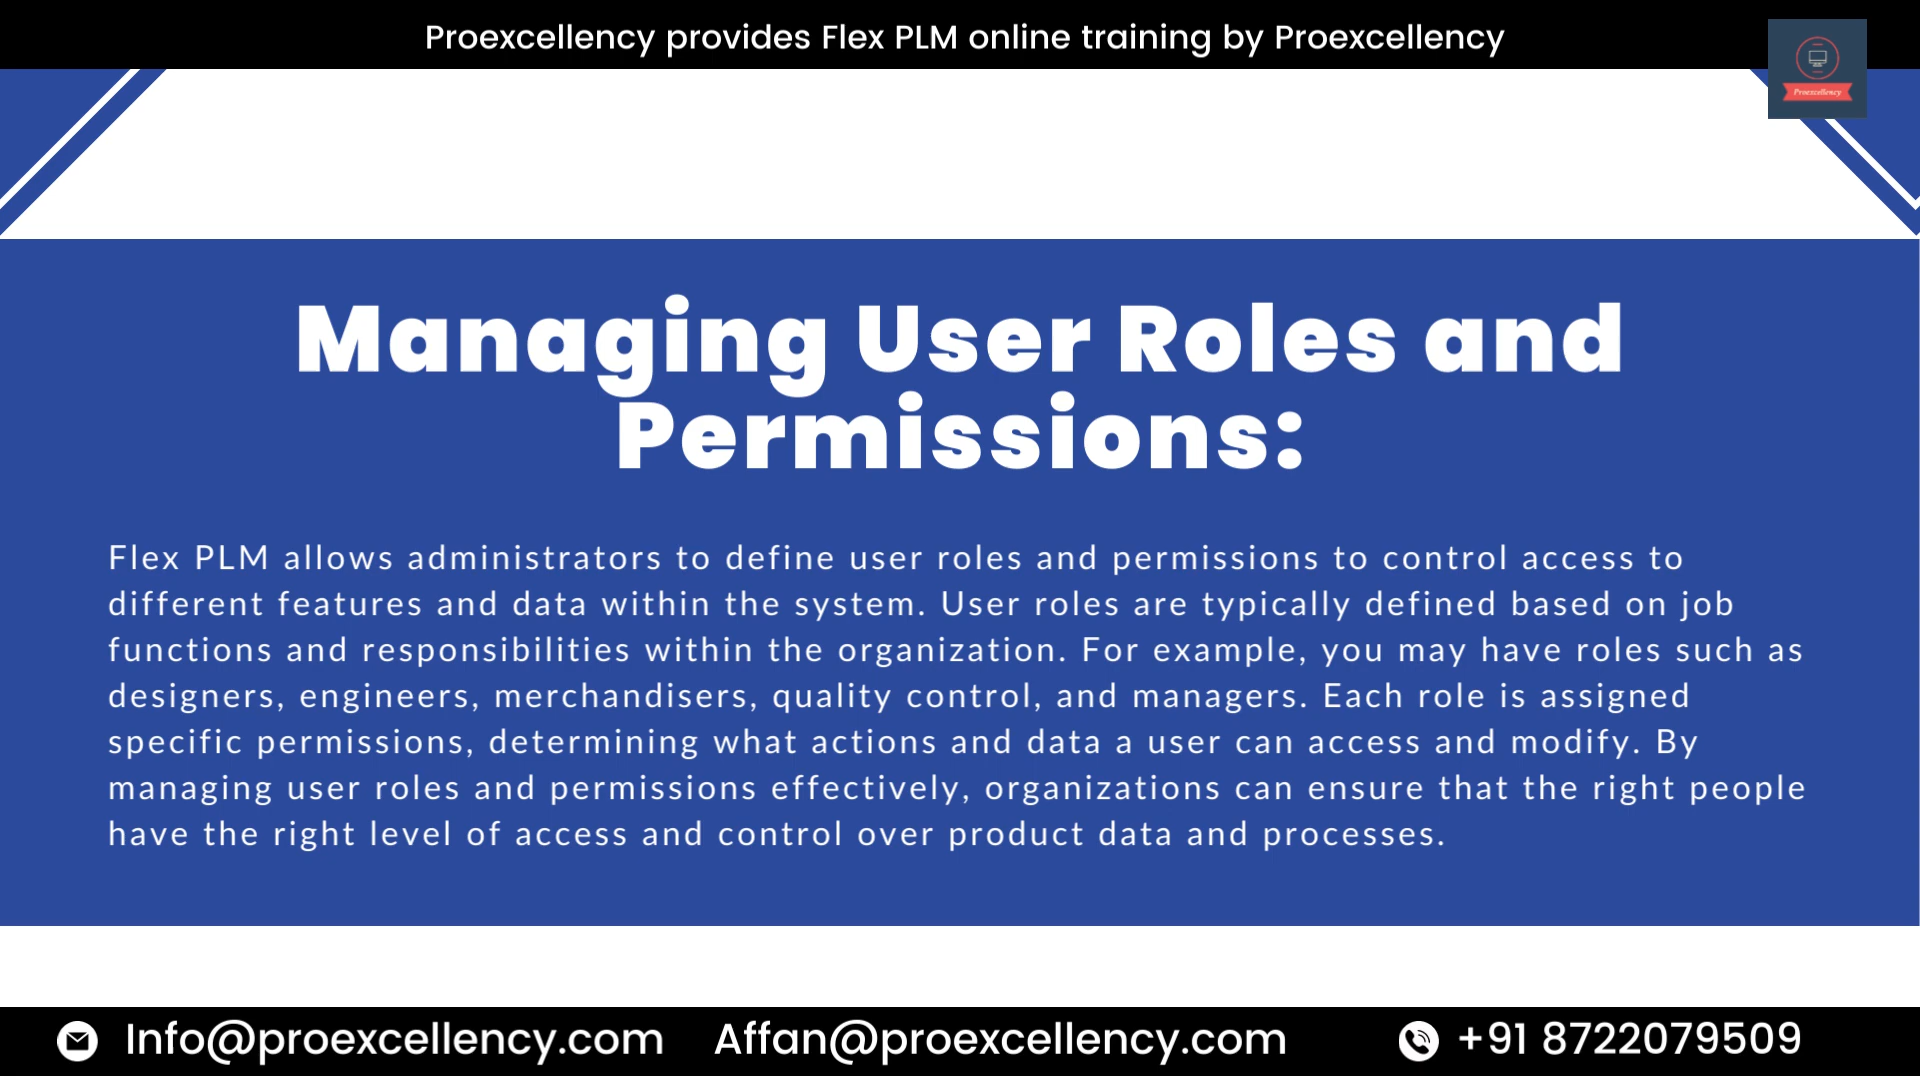 Proexcellency provides Flex PLM online training by Proexcellency
Proexcellency
Managing User Roles and
Permissions:
Flex PLM allows administrators to define user roles and permissions to control access to
different features and data within the system. User roles are typically defined based on job
functions and responsibilities within the organization. For example, you may have roles such as
designers, engineers, merchandisers, quality control, and managers. Each role is assigned
specific permissions, determining what actions and data a user can access and modify. By
managing user roles and permissions effectively, organizations can ensure that the right people
have the right level of access and control over product data and processes.
Info@proexcellency.com Affan@proexcellency.com +91 8722079509